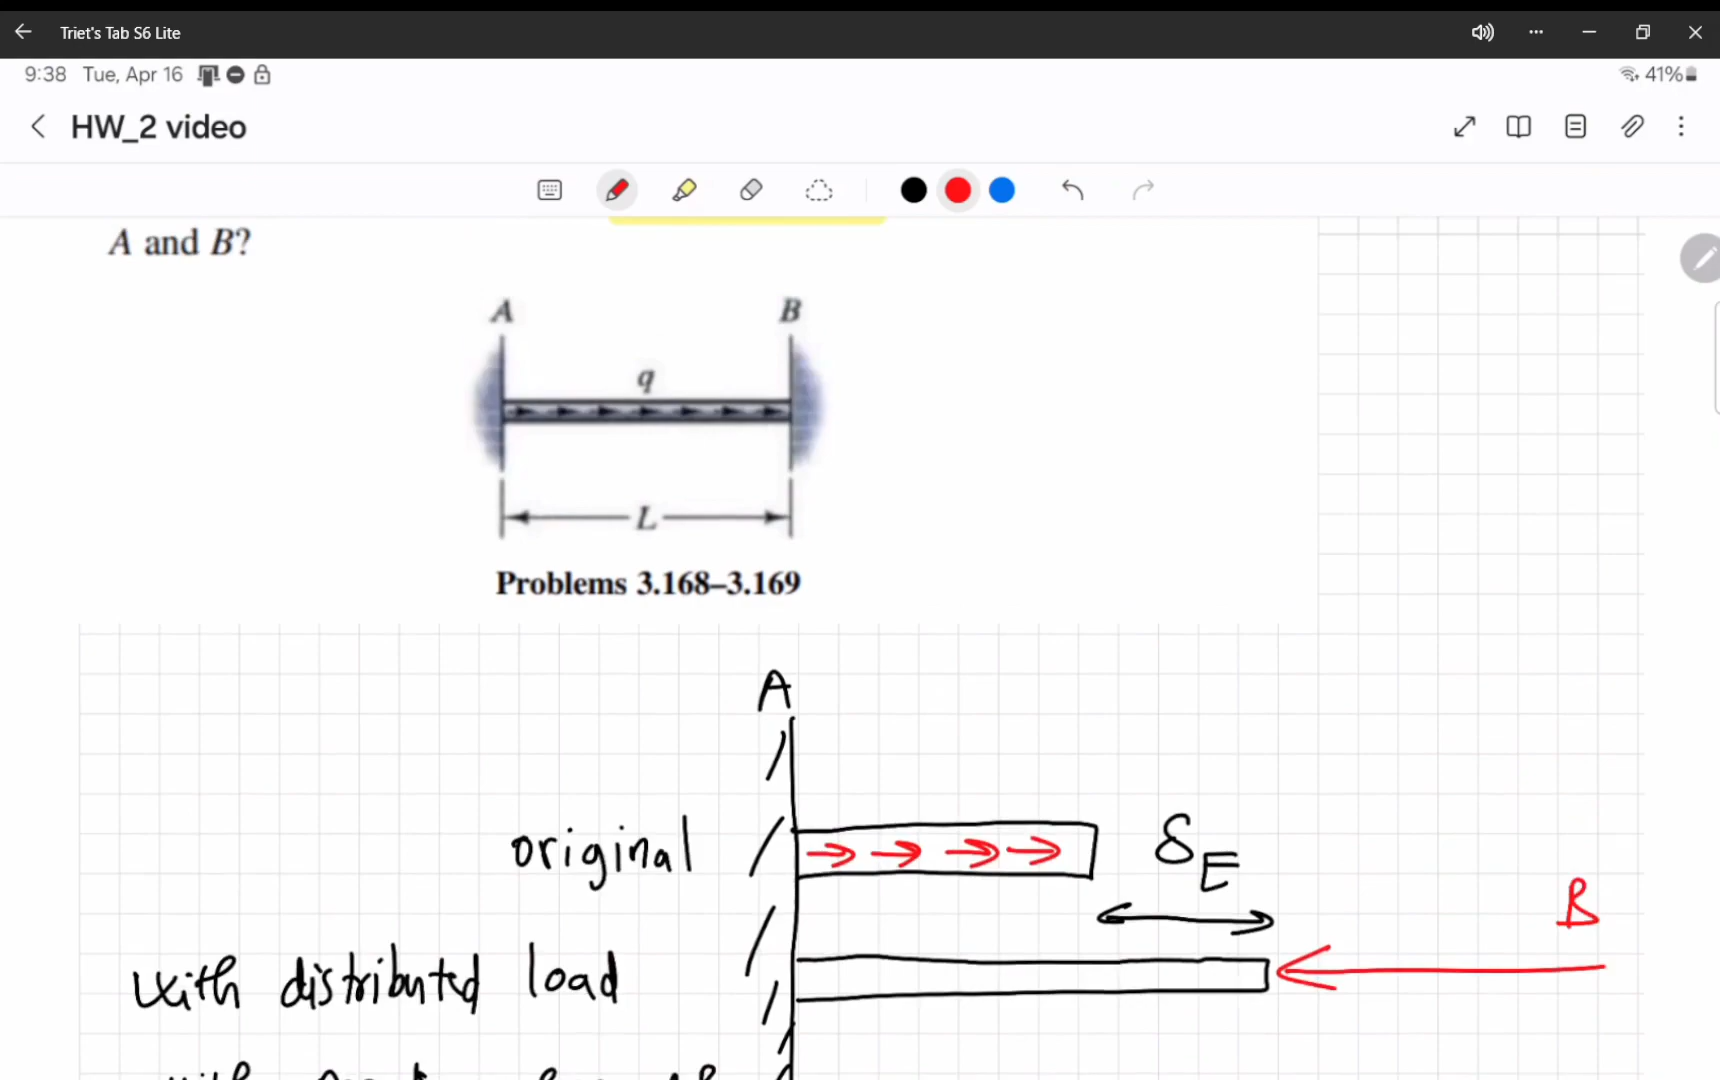 Triet's Tab S6 Lite
9:38 Tue, Apr 16
41%
HW_2 video
A and B?
A B
q
L
Problems 3.168–3.169
A
original
δE
B
with distributed load